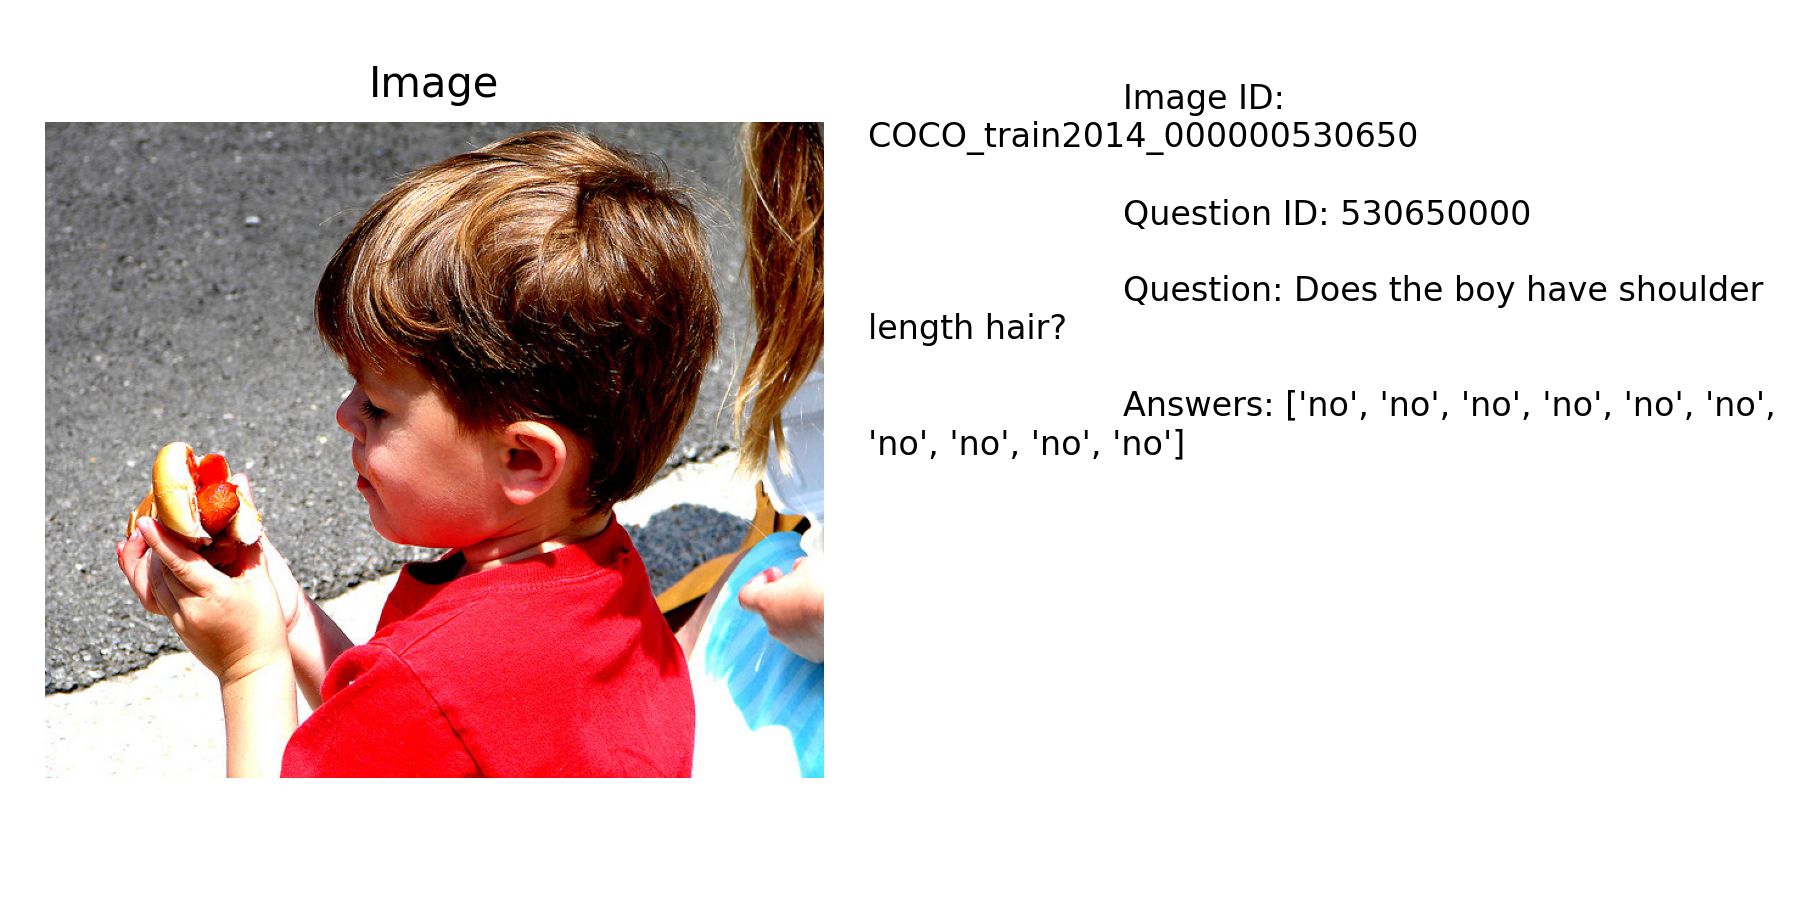 Image
Image ID:
COCO_train2014_000000530650
Question ID: 530650000
Question: Does the boy have shoulder
length hair?
Answers: ['no', 'no', 'no', 'no', 'no', 'no',
'no', 'no', 'no', 'no']